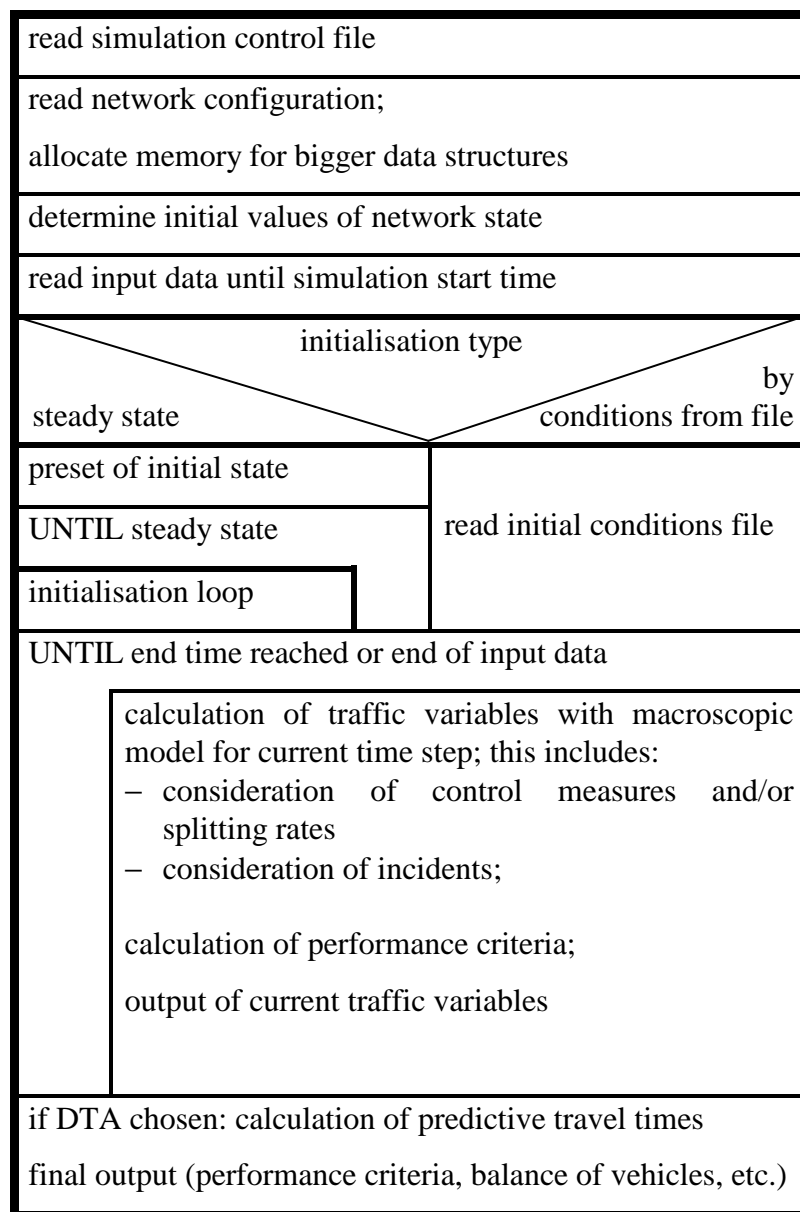 read simulation control file
read network configuration;
allocate memory for bigger data structures
determine initial values of network state
read input data until simulation start time
initialisation type
by
steady state
conditions from file
preset of initial state
UNTIL steady state
read initial conditions file
initialisation loop
UNTIL end time reached or end of input data
calculation of traffic variables with macroscopic
model for current time step; this includes:
− consideration of control measures and/or
splitting rates
− consideration of incidents;
calculation of performance criteria;
output of current traffic variables
if DTA chosen: calculation of predictive travel times
final output (performance criteria, balance of vehicles, etc.)